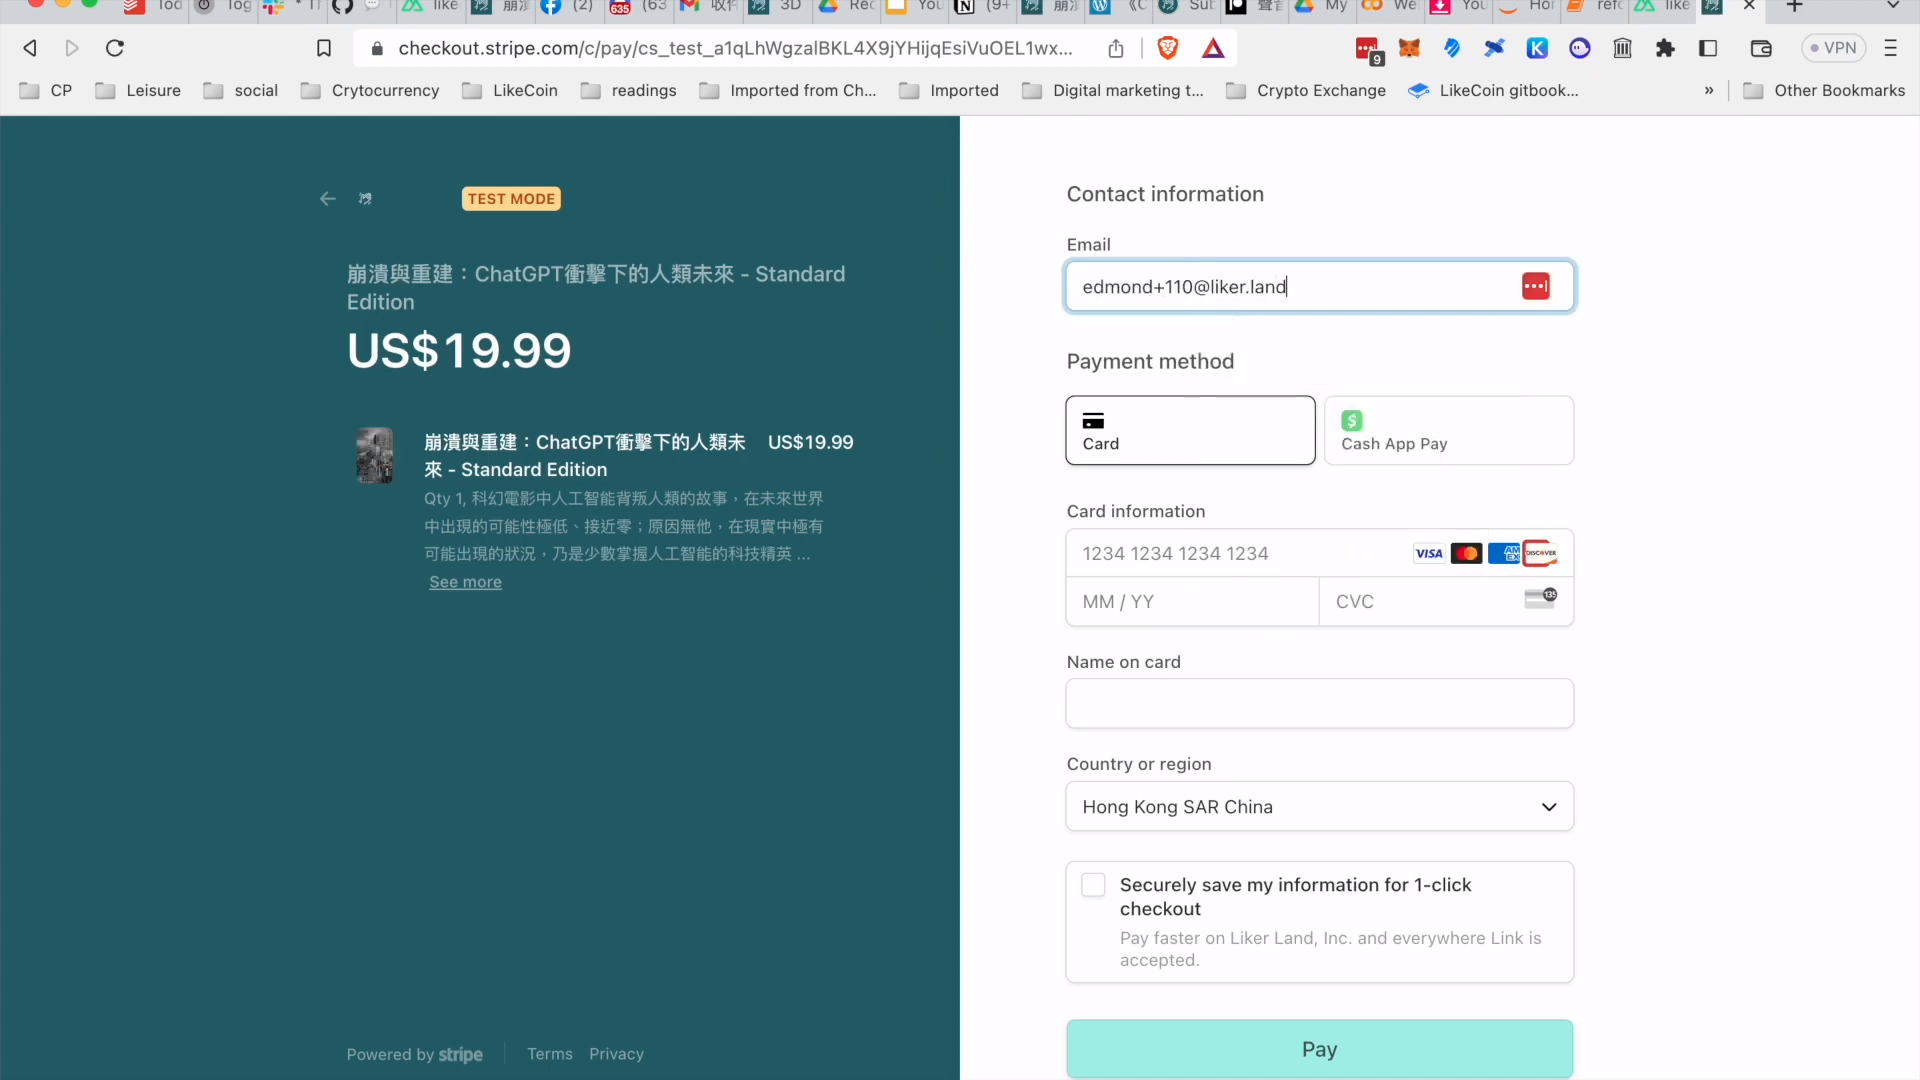 Tod
Tog
like
(2)
635
(63
3D
Rec
You
N
(9+
Sub
My
We
You
Hor
refc
like
checkout.stripe.com/c/pay/cs_test_a1qLhWgzalBKL4X9jYHijqEsiVuOEL1wx...
9
VPN
CP
Leisure
social
Crytocurrency
LikeCoin
readings
Imported from Ch...
Imported
Digital marketing t...
Crypto Exchange
LikeCoin gitbook...
»
Other Bookmarks
TEST MODE
崩潰與重建：ChatGPT衝擊下的人類未來 - Standard
Edition
US$19.99
崩潰與重建：ChatGPT衝擊下的人類未 US$19.99
來 - Standard Edition
Qty 1, 科幻電影中人工智能背叛人類的故事，在未來世界
中出現的可能性極低、接近零；原因無他，在現實中極有
可能出現的狀況，乃是少數掌握人工智能的科技精英 ...
See more
Powered by stripe
Terms
Privacy
Contact information
Email
edmond+110@liker.land
Payment method
Card
Cash App Pay
Card information
1234 1234 1234 1234
VISA
AMEX
DISCOVER
MM / YY
CVC
135
Name on card
Country or region
Hong Kong SAR China
Securely save my information for 1-click
checkout
Pay faster on Liker Land, Inc. and everywhere Link is
accepted.
Pay